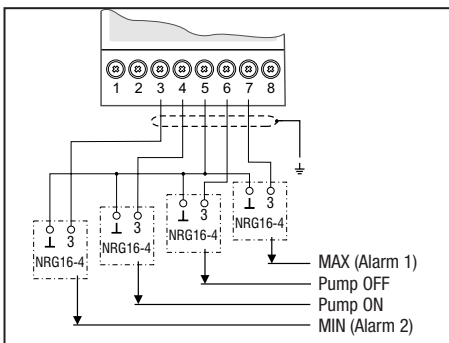 1 2 3 4 5 6 7 8
⊥ 3
NRG16-4
⊥ 3
NRG16-4
⊥ 3
NRG16-4
⊥ 3
NRG16-4
MAX (Alarm 1)
Pump OFF
Pump ON
MIN (Alarm 2)